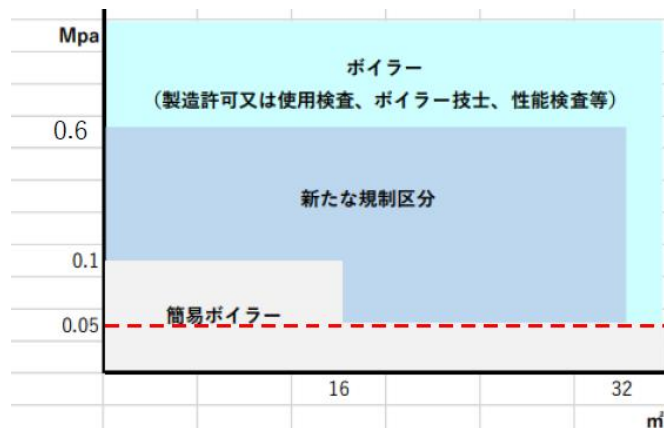 Mpa
ボイラー
（製造許可又は使用検査、ボイラー技士、性能検査等）
0.6
新たな規制区分
0.1
簡易ボイラー
0.05
16
32
㎡